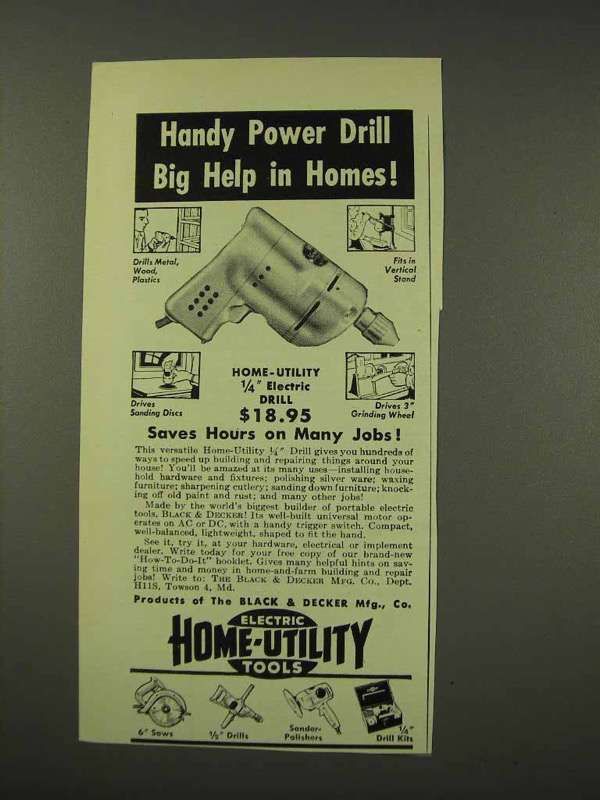 Handy Power Drill
Big Help in Homes!
Drills Metal,
Wood,
Plastics
Fits in
Vertical
Stand
Drives
Sanding Discs
HOME-UTILITY
1/4" Electric
DRILL
$18.95
Drives 3"
Grinding Wheel
Saves Hours on Many Jobs!
This versatile Home-Utility 1/4" Drill gives you hundreds of
ways to speed up building and repairing things around your
house! You'll be amazed at its many uses—installing house-
hold hardware and fixtures; polishing silver ware; waxing
furniture; sharpening cutlery; sanding down furniture; knock-
ing off old paint and rust; and many other jobs!
Made by the world's biggest builder of portable electric
tools, BLACK & DECKER! Its well-built universal motor op-
erates on AC or DC, with a handy trigger switch. Compact,
well-balanced, lightweight, shaped to fit the hand.
See it, try it, at your hardware, electrical or implement
dealer. Write today for your free copy of our brand-new
"How-To-Do-It" booklet. Gives many helpful hints on sav-
ing time and money in home-and-farm building and repair
jobs! Write to: THE BLACK & DECKER MFG. CO., Dept.
H11S, Towson 4, Md.
Products of The BLACK & DECKER Mfg., Co.
ELECTRIC
HOME-UTILITY
TOOLS
6" Saws
1/2" Drills
Sander-
Polishers
1/4"
Drill Kits